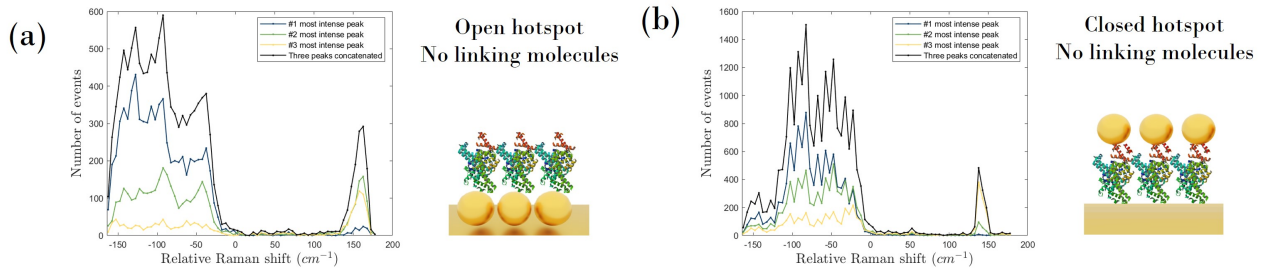 (a)
Number of events
600
500
400
300
200
100
0
-150
-100
-50
0
50
100
150
200
Relative Raman shift (cm⁻¹)
#1 most intense peak
#2 most intense peak
#3 most intense peak
Three peaks concatenated
Open hotspot
No linking molecules
(b)
Number of events
1600
1400
1200
1000
800
600
400
200
0
-150
-100
-50
0
50
100
150
200
Relative Raman shift (cm⁻¹)
#1 most intense peak
#2 most intense peak
#3 most intense peak
Three peaks concatenated
Closed hotspot
No linking molecules